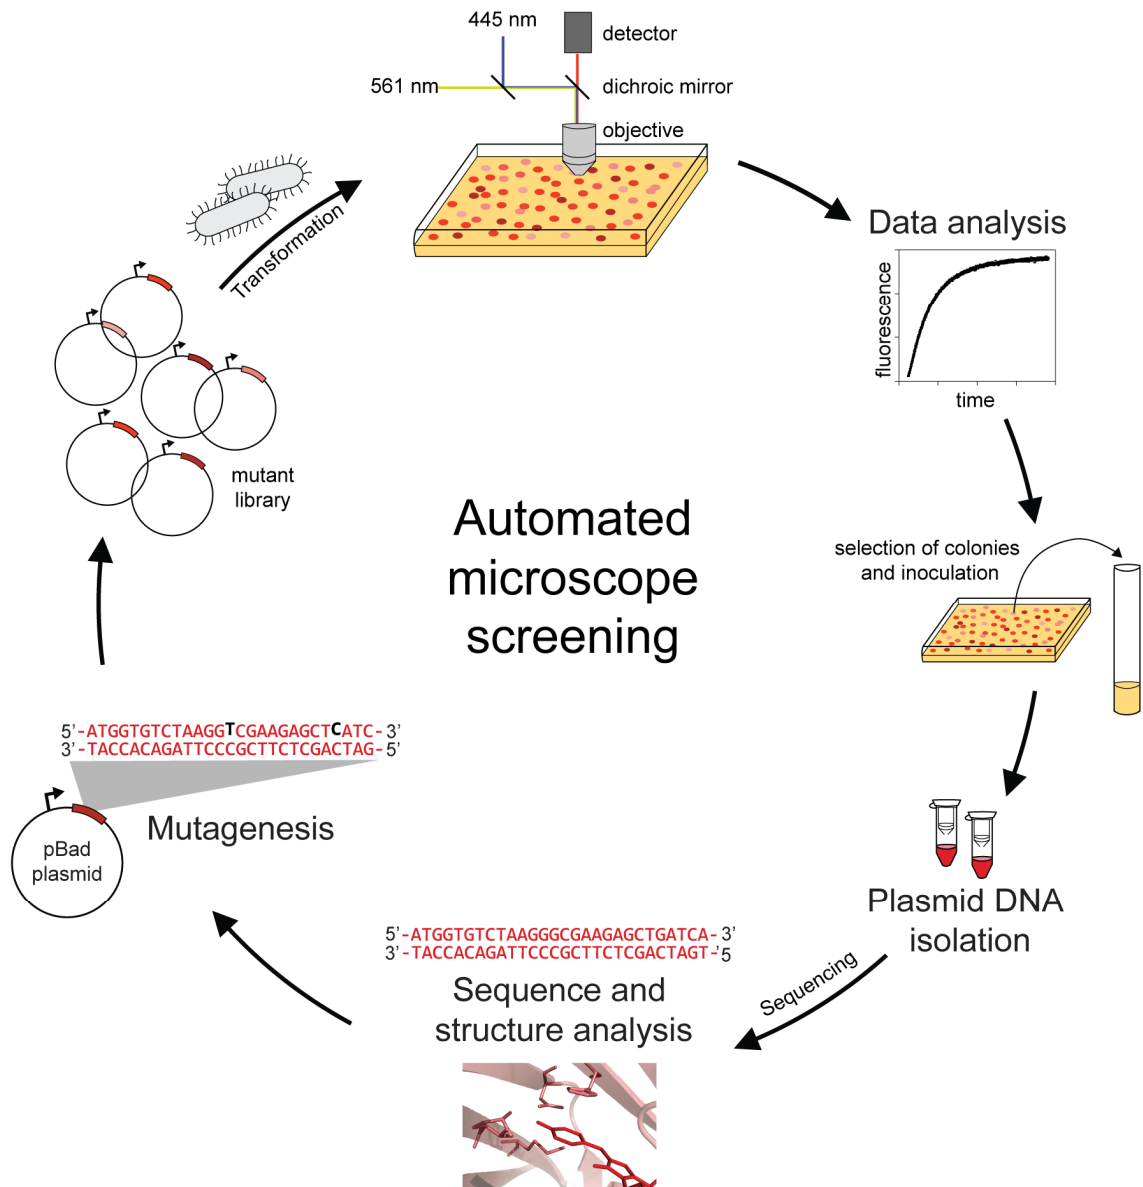 445 nm
detector
561 nm
dichroic mirror
objective
Transformation
Data analysis
fluorescence
time
mutant
library
Automated
microscope
screening
selection of colonies
and inoculation
5'-ATGGTGTCTAAGGTCGAAGAGCTCATC-3'
3'-TACCACAGATTCCCGCTTCTCGACTAG-5'
Mutagenesis
pBad
plasmid
Plasmid DNA
isolation
Sequencing
5'-ATGGTGTCTAAGGGCGAAGAGCTGATCA-3'
3'-TACCACAGATTCCCGCTTCTCGACTAGT-'5
Sequence and
structure analysis